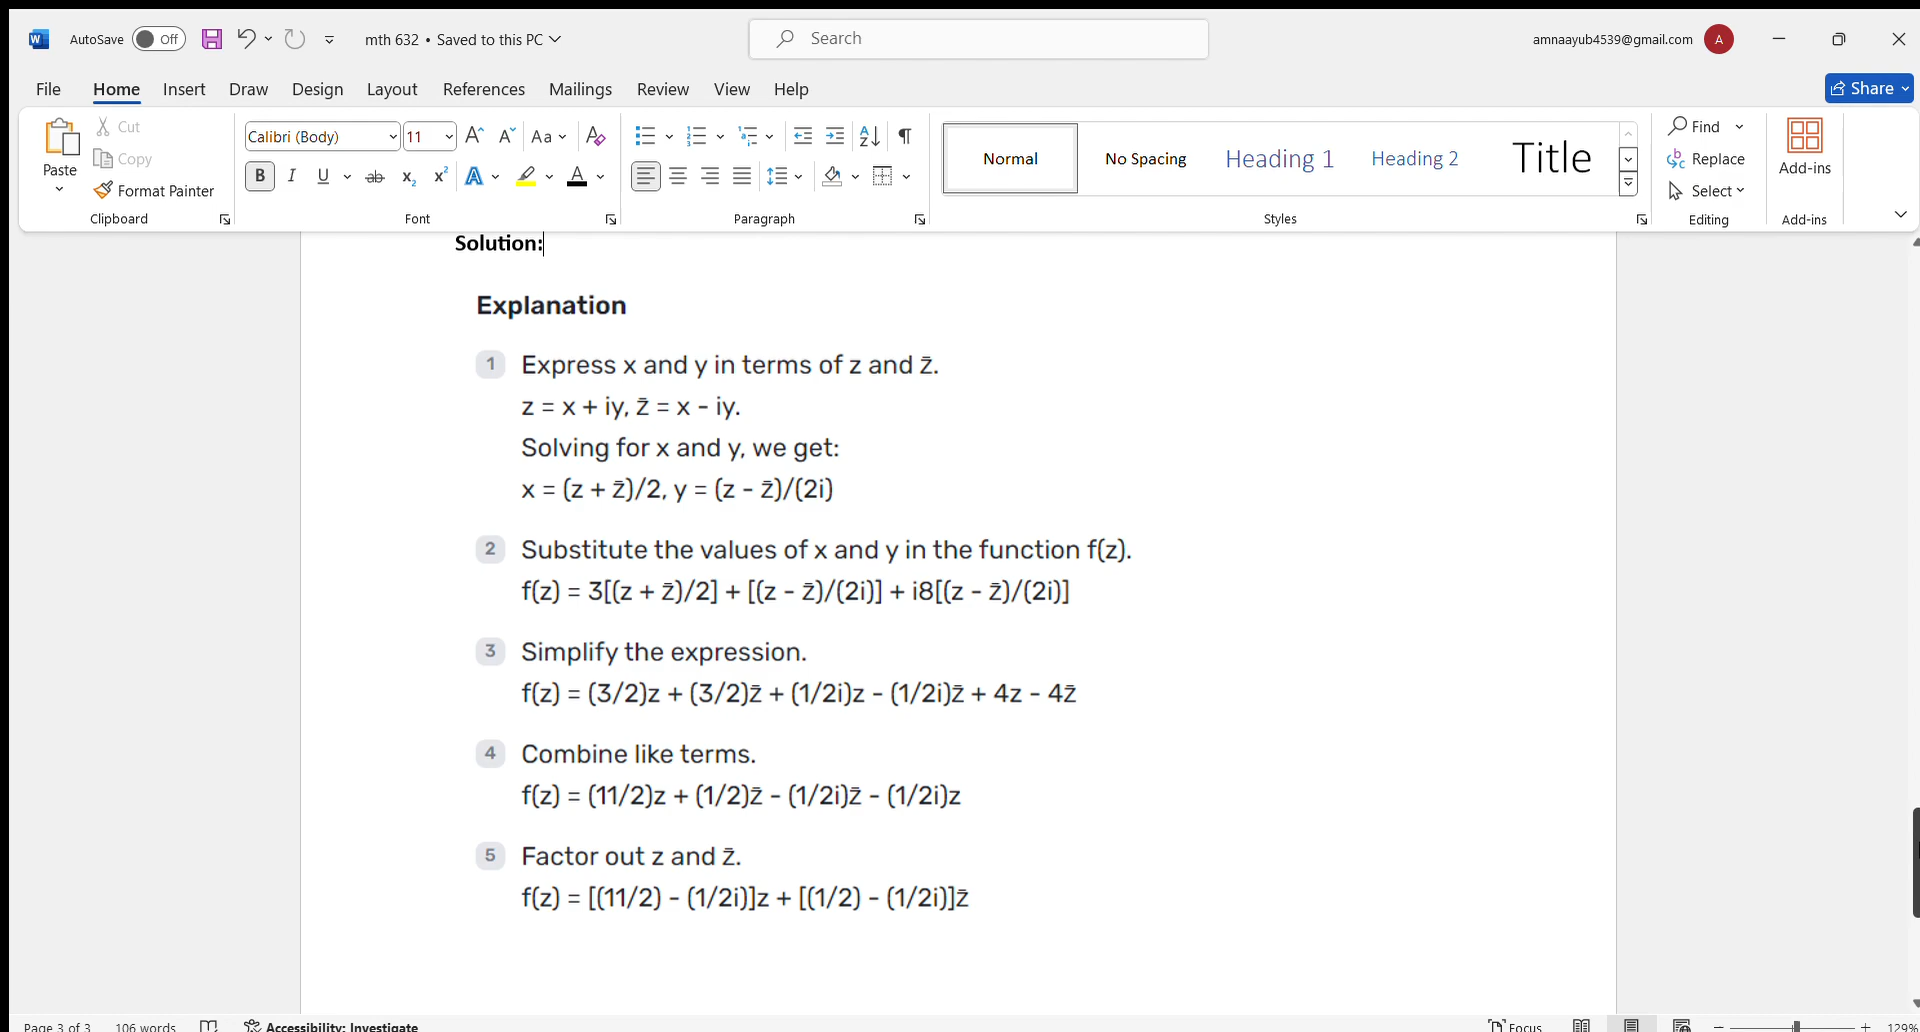 AutoSave Off mth 632 • Saved to this PC Search amnaayub4539@gmail.com A
File Home Insert Draw Design Layout References Mailings Review View Help Share
Paste Cut Copy Format Painter Clipboard
Calibri (Body) 11 Font
Paragraph
Normal No Spacing Heading 1 Heading 2 Title Styles
Find Replace Select Editing
Add-ins Add-ins
Solution:
Explanation
1 Express x and y in terms of z and z̄.
z = x + iy, z̄ = x - iy.
Solving for x and y, we get:
x = (z + z̄)/2, y = (z - z̄)/(2i)
2 Substitute the values of x and y in the function f(z).
f(z) = 3[(z + z̄)/2] + [(z - z̄)/(2i)] + i8[(z - z̄)/(2i)]
3 Simplify the expression.
f(z) = (3/2)z + (3/2)z̄ + (1/2i)z - (1/2i)z̄ + 4z - 4z̄
4 Combine like terms.
f(z) = (11/2)z + (1/2)z̄ - (1/2i)z̄ - (1/2i)z
5 Factor out z and z̄.
f(z) = [(11/2) - (1/2i)]z + [(1/2) - (1/2i)]z̄
Page 3 of 3 106 words Accessibility: Investigate Focus 129%